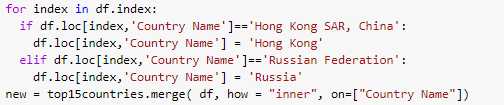 for index in df.index:
  if df.loc[index,'Country Name']=='Hong Kong SAR, China':
    df.loc[index,'Country Name'] = 'Hong Kong'
  elif df.loc[index,'Country Name']=='Russian Federation':
    df.loc[index,'Country Name'] = 'Russia'
new = top15countries.merge( df, how = "inner", on=["Country Name"])